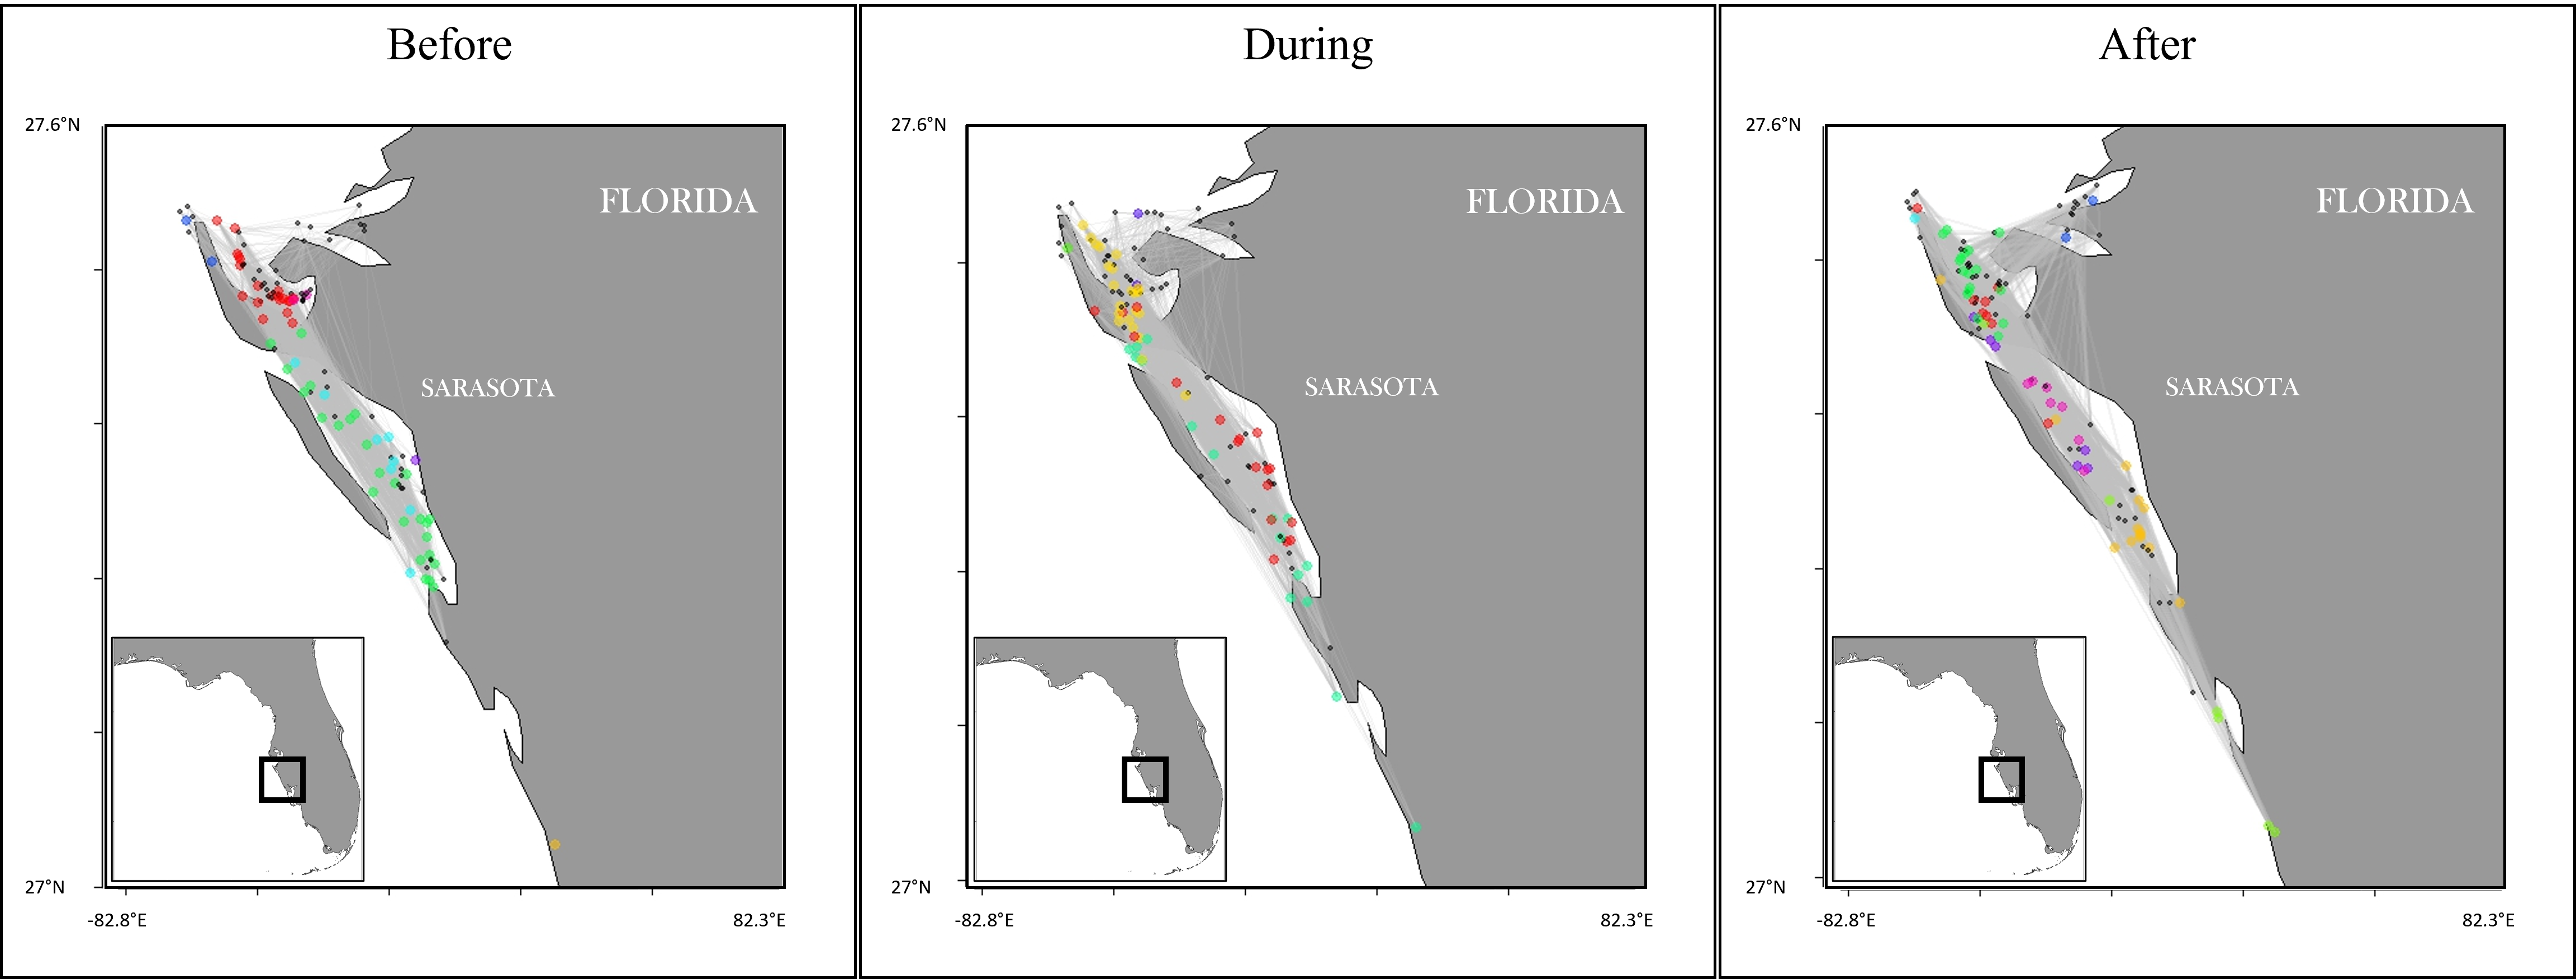 Before
27.6°N
FLORIDA
SARASOTA
27°N
-82.8°E
82.3°E
During
27.6°N
FLORIDA
SARASOTA
27°N
-82.8°E
82.3°E
After
27.6°N
FLORIDA
SARASOTA
27°N
-82.8°E
82.3°E